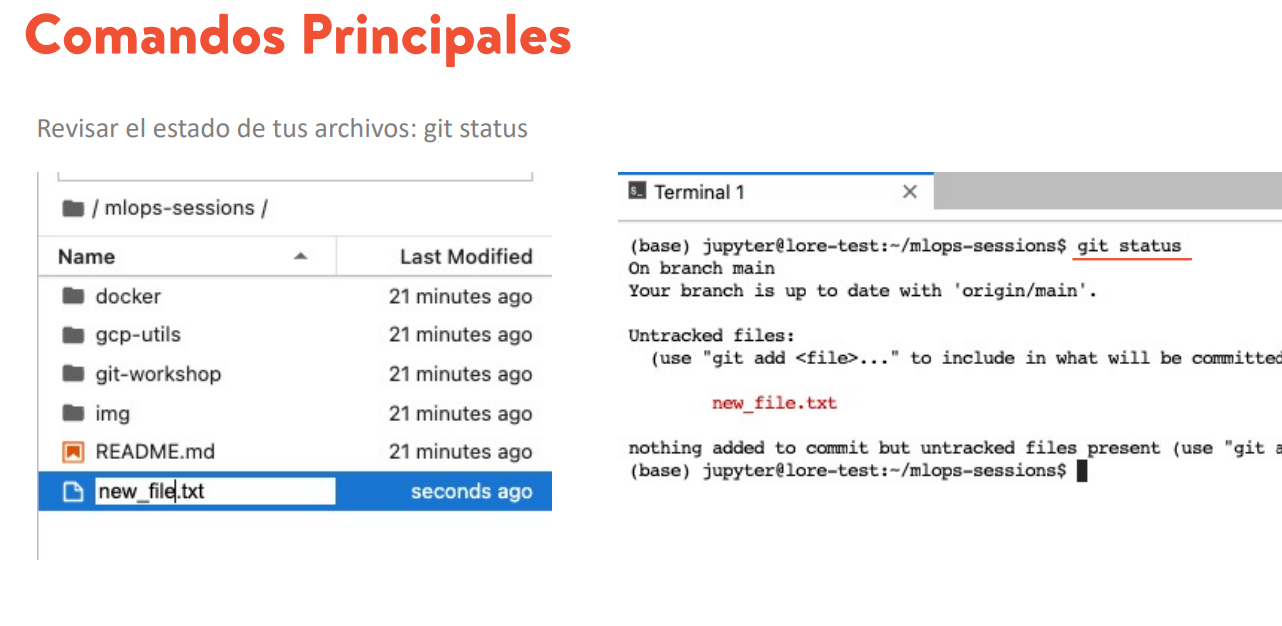 Comandos Principales
Revisar el estado de tus archivos: git status
/ mlops-sessions /
Name Last Modified
docker 21 minutes ago
gcp-utils 21 minutes ago
git-workshop 21 minutes ago
img 21 minutes ago
README.md 21 minutes ago
new_file.txt seconds ago
Terminal 1
(base) jupyter@lore-test:~/mlops-sessions$ git status
On branch main
Your branch is up to date with 'origin/main'.
Untracked files:
(use "git add <file>..." to include in what will be committed
new_file.txt
nothing added to commit but untracked files present (use "git a
(base) jupyter@lore-test:~/mlops-sessions$